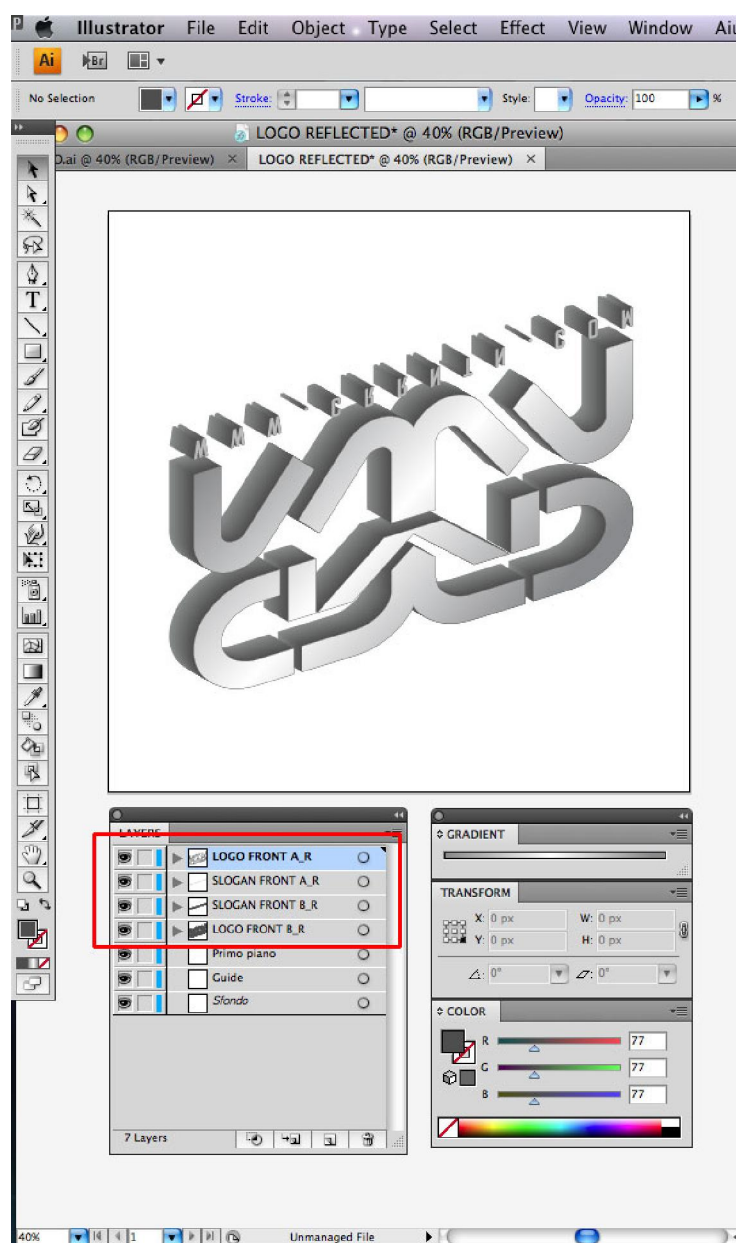 Illustrator File Edit Object Type Select Effect View Window
Ai Br
No Selection Stroke: Style: Opacity: 100 %
LOGO REFLECTED* @ 40% (RGB/Preview)
.ai @ 40% (RGB/Preview) × LOGO REFLECTED* @ 40% (RGB/Preview) ×
LAYERS
LOGO FRONT A_R
SLOGAN FRONT A_R
SLOGAN FRONT B_R
LOGO FRONT B_R
Primo piano
Guide
Sfondo
7 Layers
GRADIENT
TRANSFORM
X: 0 px W: 0 px
Y: 0 px H: 0 px
0° 0°
COLOR
R 77
G 77
B 77
40% 1 Unmanaged File